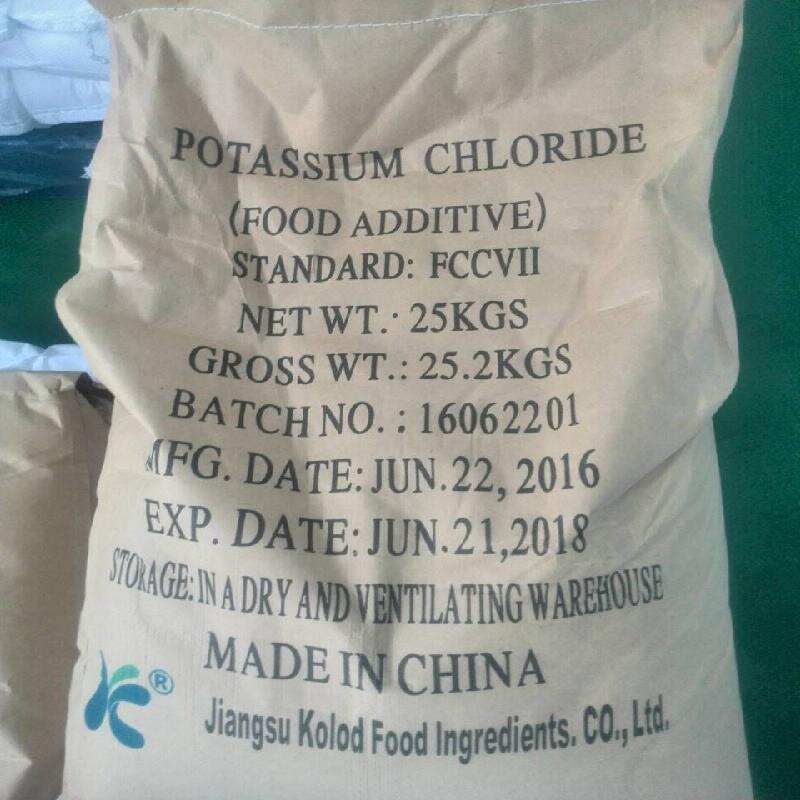 POTASSIUM CHLORIDE
(FOOD ADDITIVE)
STANDARD: FCCVII
NET WT.: 25KGS
GROSS WT.: 25.2KGS
BATCH NO.: 16062201
MFG. DATE: JUN.22, 2016
EXP. DATE: JUN.21,2018
STORAGE: IN A DRY AND VENTILATING WAREHOUSE
MADE IN CHINA
®
Jiangsu Kolod Food Ingredients. CO., Ltd.